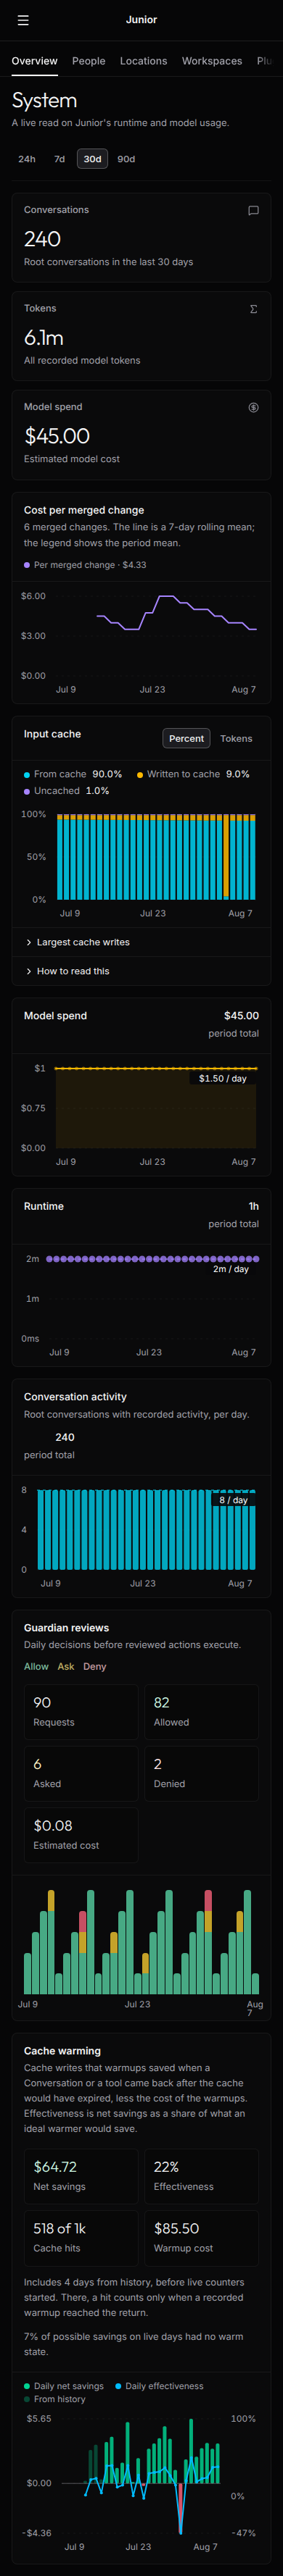 Junior
Overview People Locations Workspaces Plu
System
A live read on Junior's runtime and model usage.
24h 7d 30d 90d
Conversations
240
Root conversations in the last 30 days
Tokens
6.1m
All recorded model tokens
Model spend
$45.00
Estimated model cost
Cost per merged change
6 merged changes. The line is a 7-day rolling mean;
the legend shows the period mean.
Per merged change · $4.33
$6.00
$3.00
$0.00
Jul 9 Jul 23 Aug 7
Input cache
Percent Tokens
From cache 90.0% Written to cache 9.0%
Uncached 1.0%
100%
50%
0%
Jul 9 Jul 23 Aug 7
Largest cache writes
How to read this
Model spend $45.00
period total
$1
$1.50 / day
$0.75
$0.00
Jul 9 Jul 23 Aug 7
Runtime 1h
period total
2m
2m / day
1m
0ms
Jul 9 Jul 23 Aug 7
Conversation activity
Root conversations with recorded activity, per day.
240
period total
8
8 / day
4
0
Jul 9 Jul 23 Aug 7
Guardian reviews
Daily decisions before reviewed actions execute.
Allow Ask Deny
90 82
Requests Allowed
6 2
Asked Denied
$0.08
Estimated cost
Jul 9 Jul 23 Aug
7
Cache warming
Cache writes that warmups saved when a
Conversation or a tool came back after the cache
would have expired, less the cost of the warmups.
Effectiveness is net savings as a share of what an
ideal warmer would save.
$64.72 22%
Net savings Effectiveness
518 of 1k $85.50
Cache hits Warmup cost
Includes 4 days from history, before live counters
started. There, a hit counts only when a recorded
warmup reached the return.
7% of possible savings on live days had no warm
state.
Daily net savings Daily effectiveness
From history
$5.65 100%
$0.00
0%
-$4.36 -47%
Jul 9 Jul 23 Aug 7